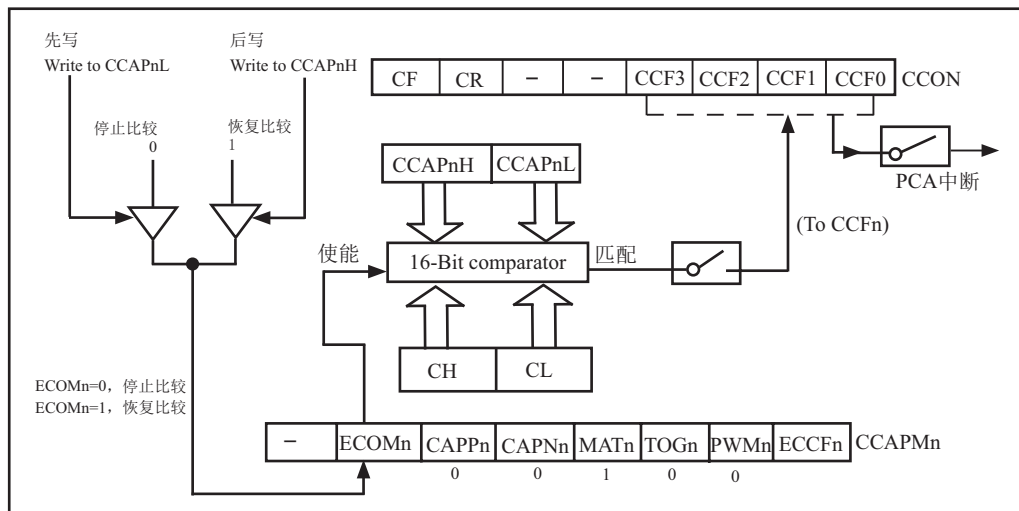 先写
Write to CCAPnL
后写
Write to CCAPnH
停止比较
0
恢复比较
1
CF CR – – CCF3 CCF2 CCF1 CCF0 CCON
PCA中断
CCAPnH CCAPnL
(To CCFn)
使能
16-Bit comparator
匹配
CH CL
ECOMn=0，停止比较
ECOMn=1，恢复比较
– ECOMn CAPPn CAPNn MATn TOGn PWMn ECCFn CCAPMn
0 0 1 0 0